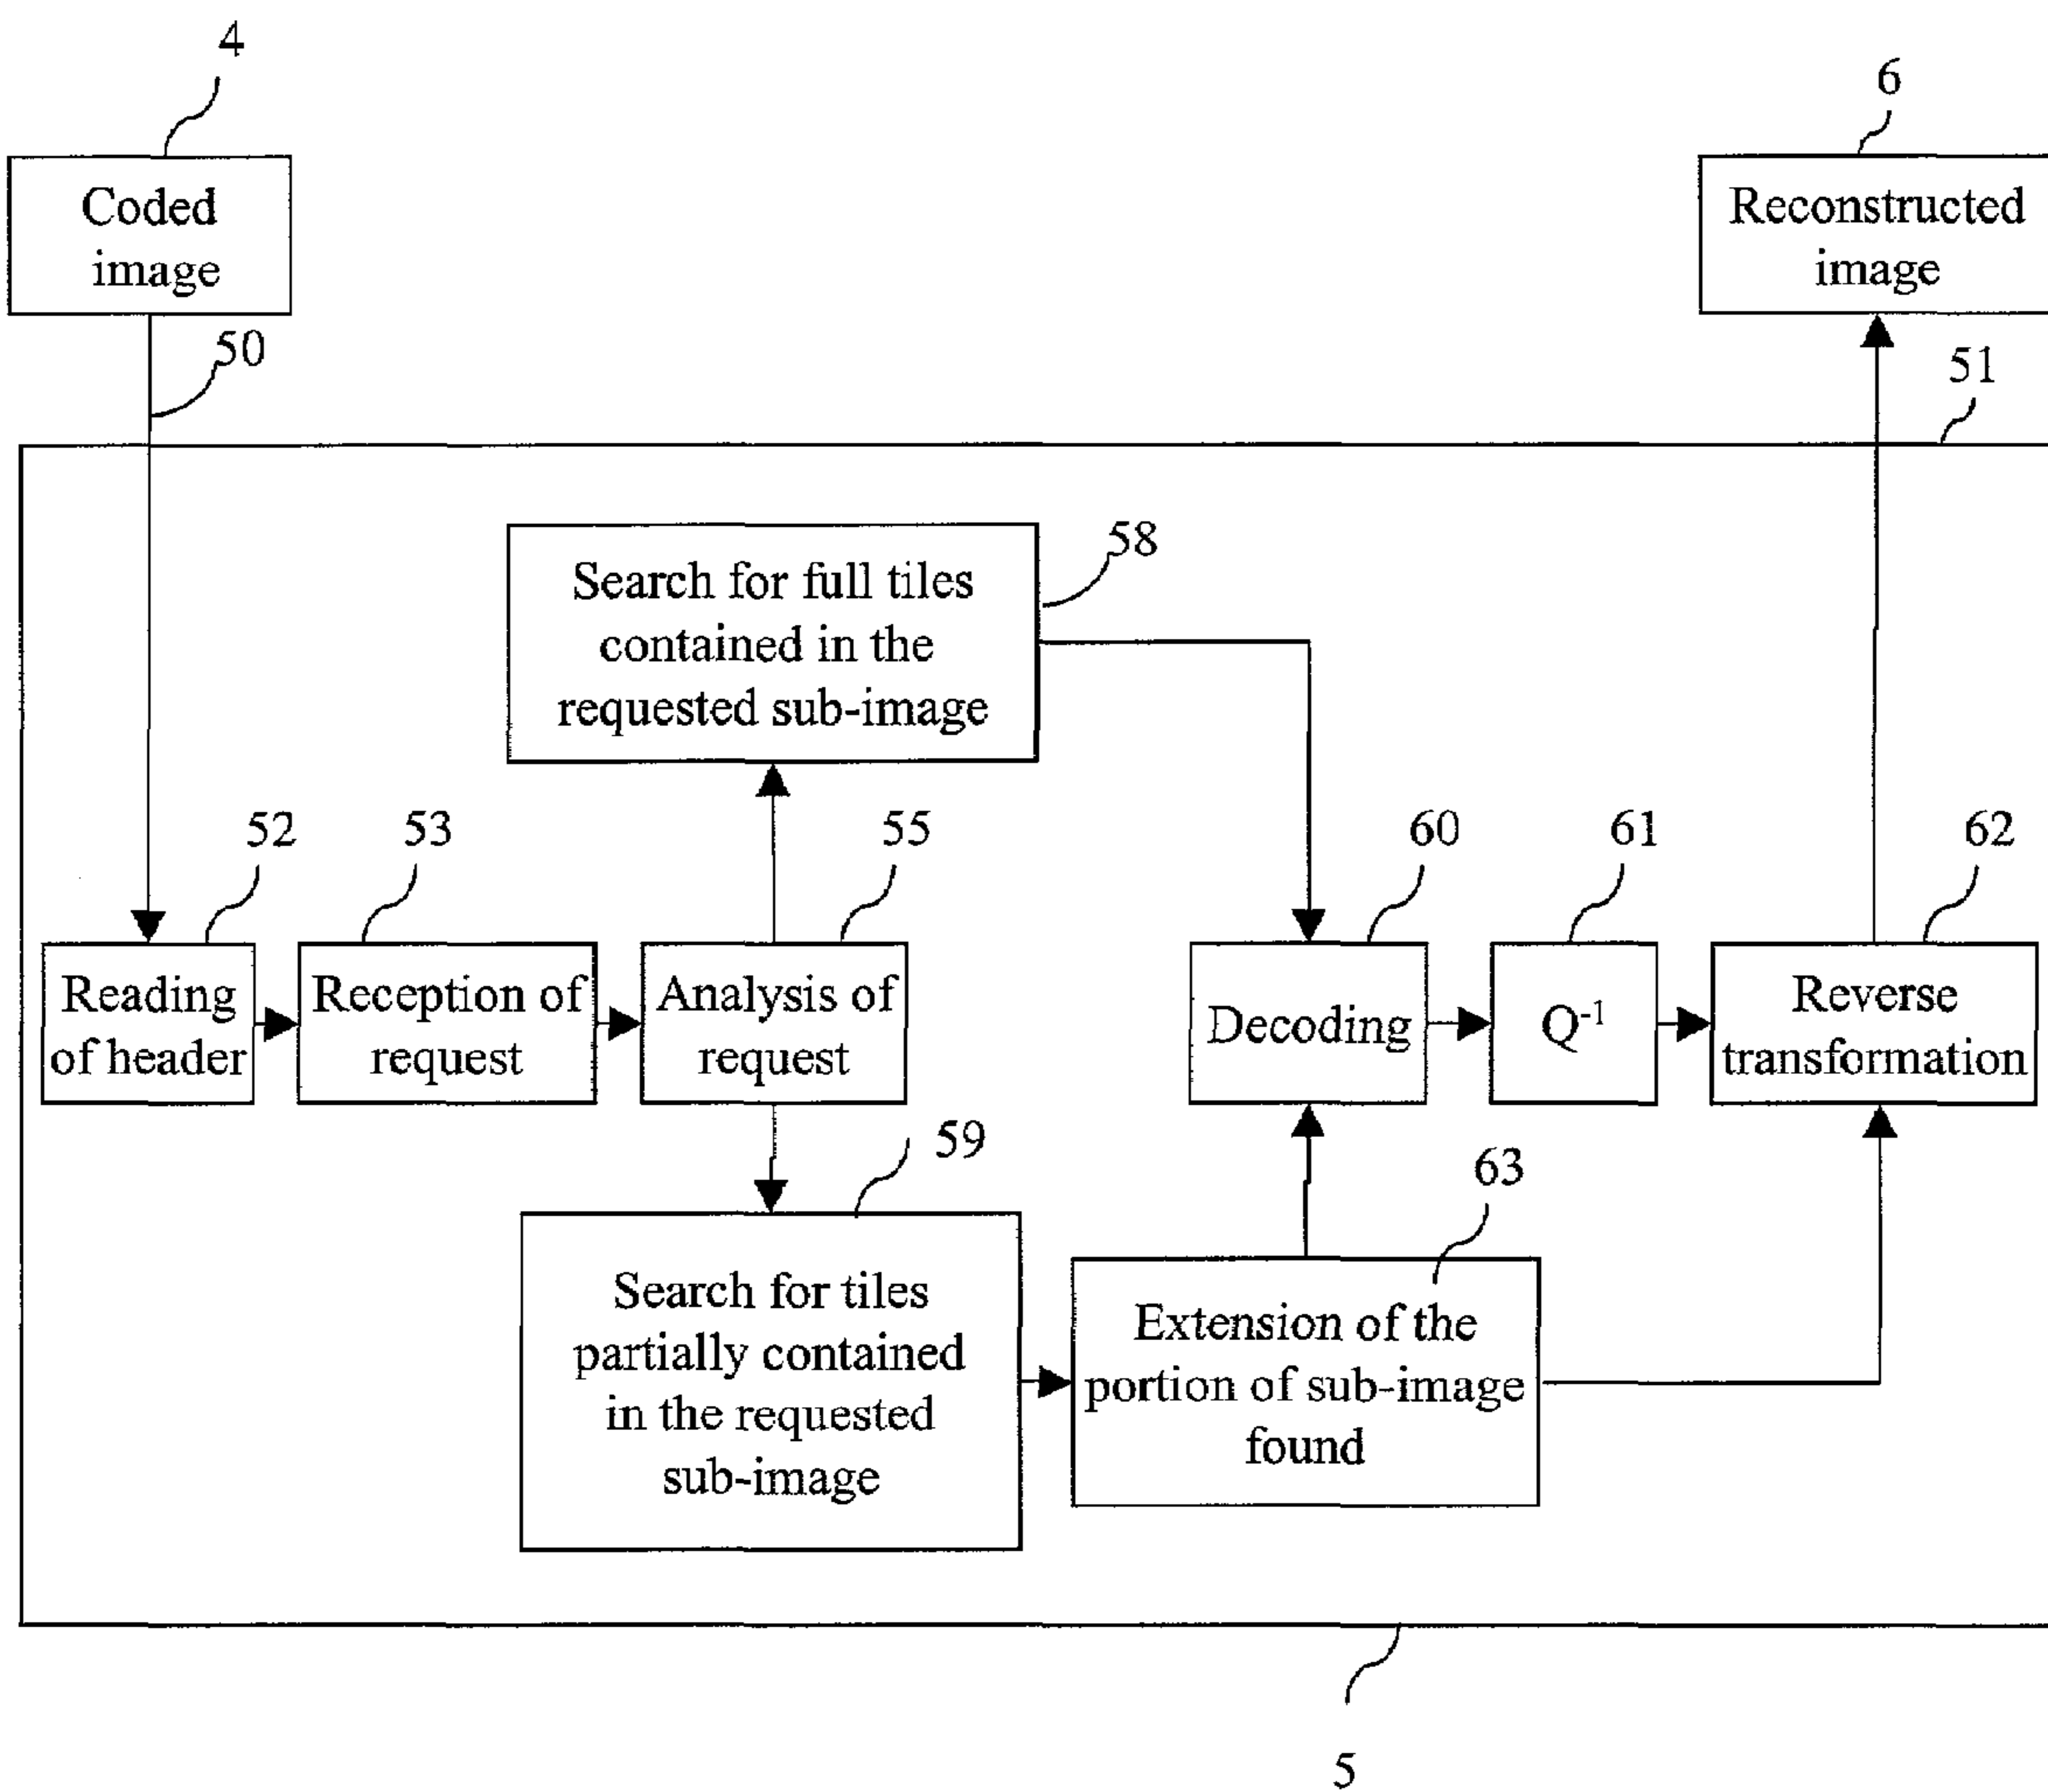 4
6
Coded
image
Reconstructed
image
50
51
58
Search for full tiles
contained in the
requested sub-image
52
53
55
60
61
62
Reading
of header
Reception of
request
Analysis of
request
Decoding
Q-1
Reverse
transformation
59
63
Search for tiles
partially contained
in the requested
sub-image
Extension of the
portion of sub-image
found
5